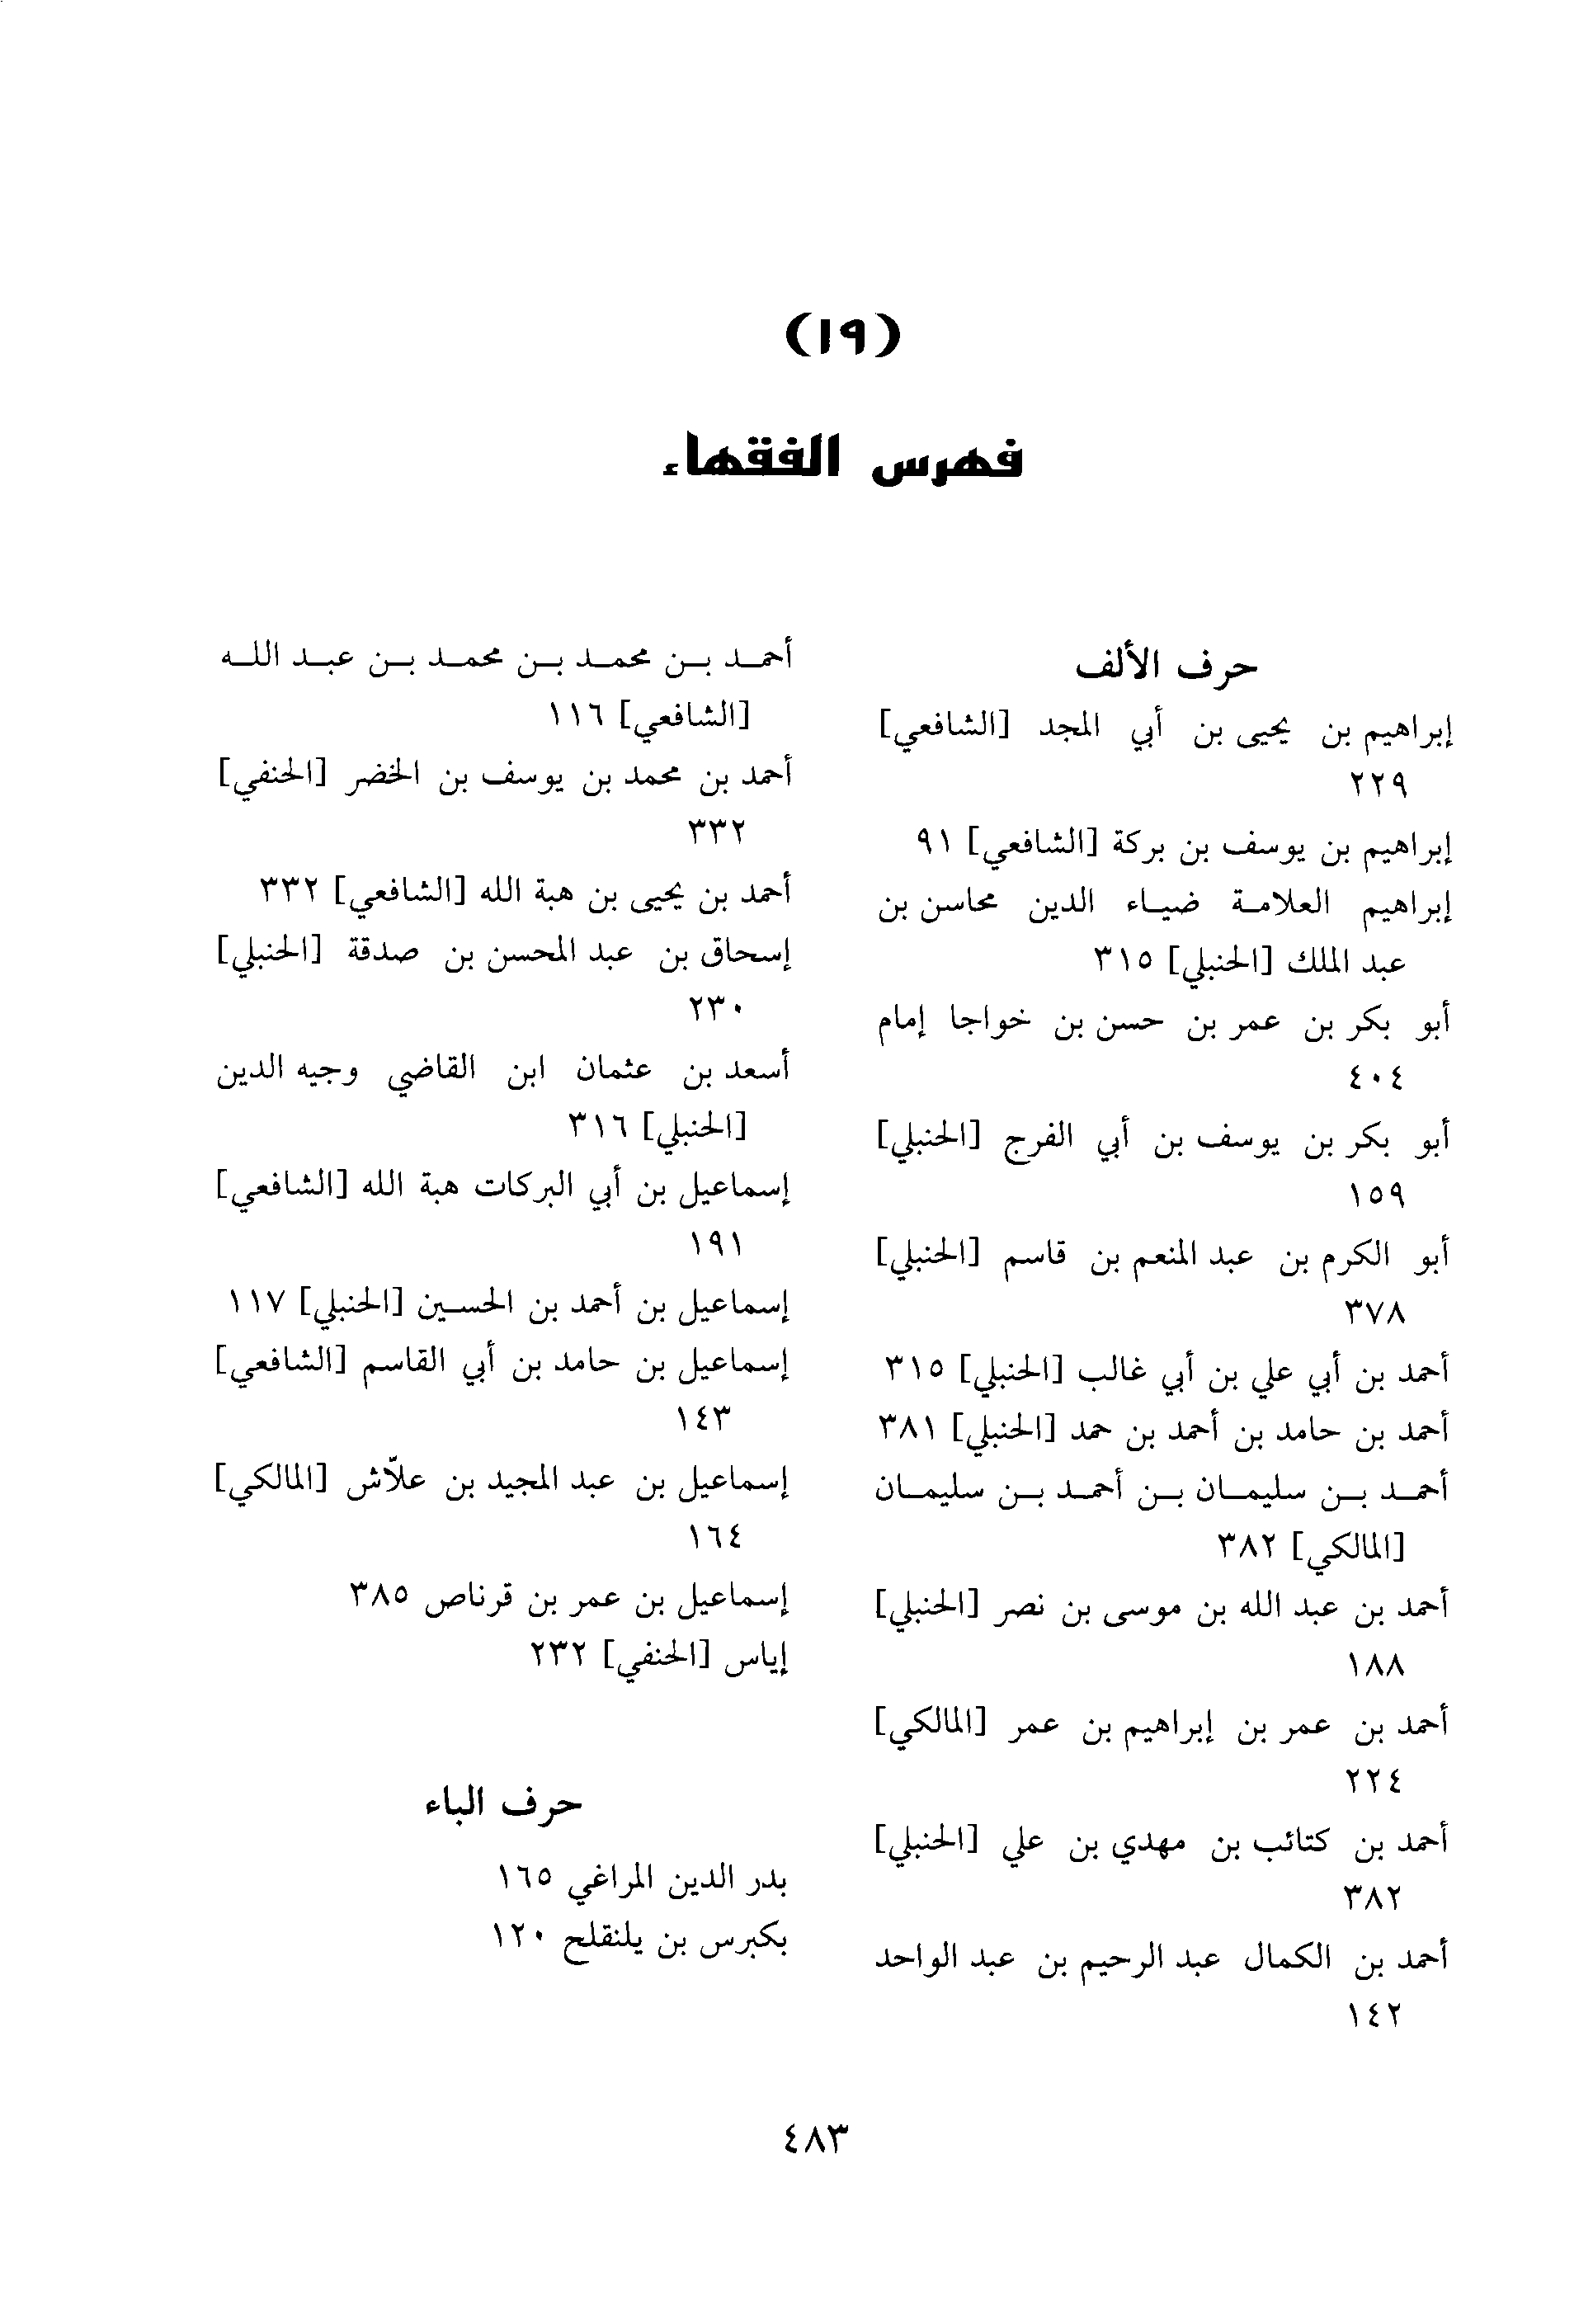 (١٩)
فهرس الفقهاء
حرف الألف
إبراهيم بن يحيى بن أبي المجد [الشافعي]
٢٢٩
إبراهيم بن يوسف بن بركة [الشافعي] ٩١
إبراهيم العلامة ضياء الدين محاسن بن
عبد الملك [الحنبلي] ٣١٥
أبو بكر بن عمر بن حسن بن خواجا إمام
٤٠٤
أبو بكر بن يوسف بن أبي الفرج [الحنبلي]
١٥٩
أبو الكرم بن عبد المنعم بن قاسم [الحنبلي]
٣٧٨
أحمد بن أبي علي بن أبي غالب [الحنبلي] ٣١٥
أحمد بن حامد بن أحمد بن حمد [الحنبلي] ٣٨١
أحمد بن سليمان بن أحمد بن سليمان
[المالكي] ٣٨٢
أحمد بن عبد الله بن موسى بن نصر [الحنبلي]
١٨٨
أحمد بن عمر بن إبراهيم بن عمر [المالكي]
٢٢٤
أحمد بن كتائب بن مهدي بن علي [الحنبلي]
٣٨٢
أحمد بن الكمال عبد الرحيم بن عبد الواحد
١٤٢
أحمد بن محمد بن محمد بن عبد الله
[الشافعي] ١١٦
أحمد بن محمد بن يوسف بن الخضر [الحنفي]
٣٣٢
أحمد بن يحيى بن هبة الله [الشافعي] ٣٣٢
إسحاق بن عبد المحسن بن صدقة [الحنبلي]
٢٣٠
أسعد بن عثمان ابن القاضي وجيه الدين
[الحنبلي] ٣١٦
إسماعيل بن أبي البركات هبة الله [الشافعي]
١٩١
إسماعيل بن أحمد بن الحسين [الحنبلي] ١١٧
إسماعيل بن حامد بن أبي القاسم [الشافعي]
١٤٣
إسماعيل بن عبد المجيد بن علّاش [المالكي]
١٦٤
إسماعيل بن عمر بن قرناص ٣٨٥
إياس [الحنفي] ٢٣٢
حرف الباء
بدر الدين المراغي ١٦٥
بكبرس بن يلنقلح ١٢٠
٤٨٣